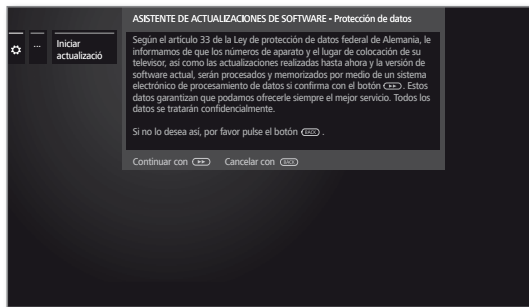 ASISTENTE DE ACTUALIZACIONES DE SOFTWARE - Protección de datos
... Iniciar
actualizació
Según el artículo 33 de la Ley de protección de datos federal de Alemania, le
informamos de que los números de aparato y el lugar de colocación de su
televisor, así como las actualizaciones realizadas hasta ahora y la versión de
software actual, serán procesados y memorizados por medio de un sistema
electrónico de procesamiento de datos si confirma con el botón ▶▶. Estos
datos garantizan que podamos ofrecerle siempre el mejor servicio. Todos los
datos se tratarán confidencialmente.
Si no lo desea así, por favor pulse el botón BACK .
Continuar con ▶▶ Cancelar con BACK